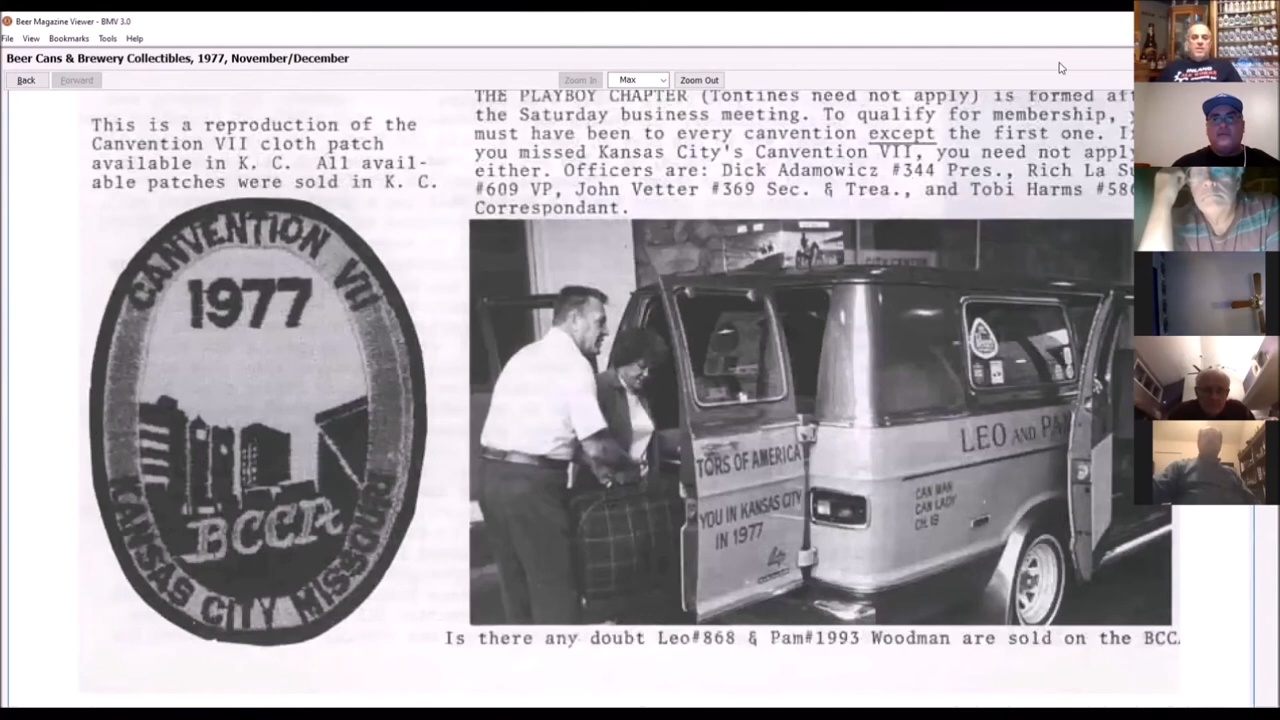 Beer Magazine Viewer - BMV 3.0
File View Bookmarks Tools Help
Beer Cans & Brewery Collectibles, 1977, November/December
Back Forward Zoom In Max Zoom Out
This is a reproduction of the
Canvention VII cloth patch
available in K. C. All avail-
able patches were sold in K. C.
CANVENTION VII
1977
BCCA
KANSAS CITY MISSOURI
THE PLAYBOY CHAPTER (Tontines need not apply) is formed
the Saturday business meeting. To qualify for membership,
must have been to every canvention except the first one.
you missed Kansas City's Canvention VII, you need not apply
either. Officers are: Dick Adamowicz #344 Pres., Rich La
#609 VP, John Vetter #369 Sec. & Trea., and Tobi Harms
Correspondant.
CITY CENTER
TORS OF AMERICA
YOU IN KANSAS CITY
IN 1977
LEO AND
CAN MAN
CAN LADY
CH. 19
Is there any doubt Leo#868 & Pam#1993 Woodman are sold on the